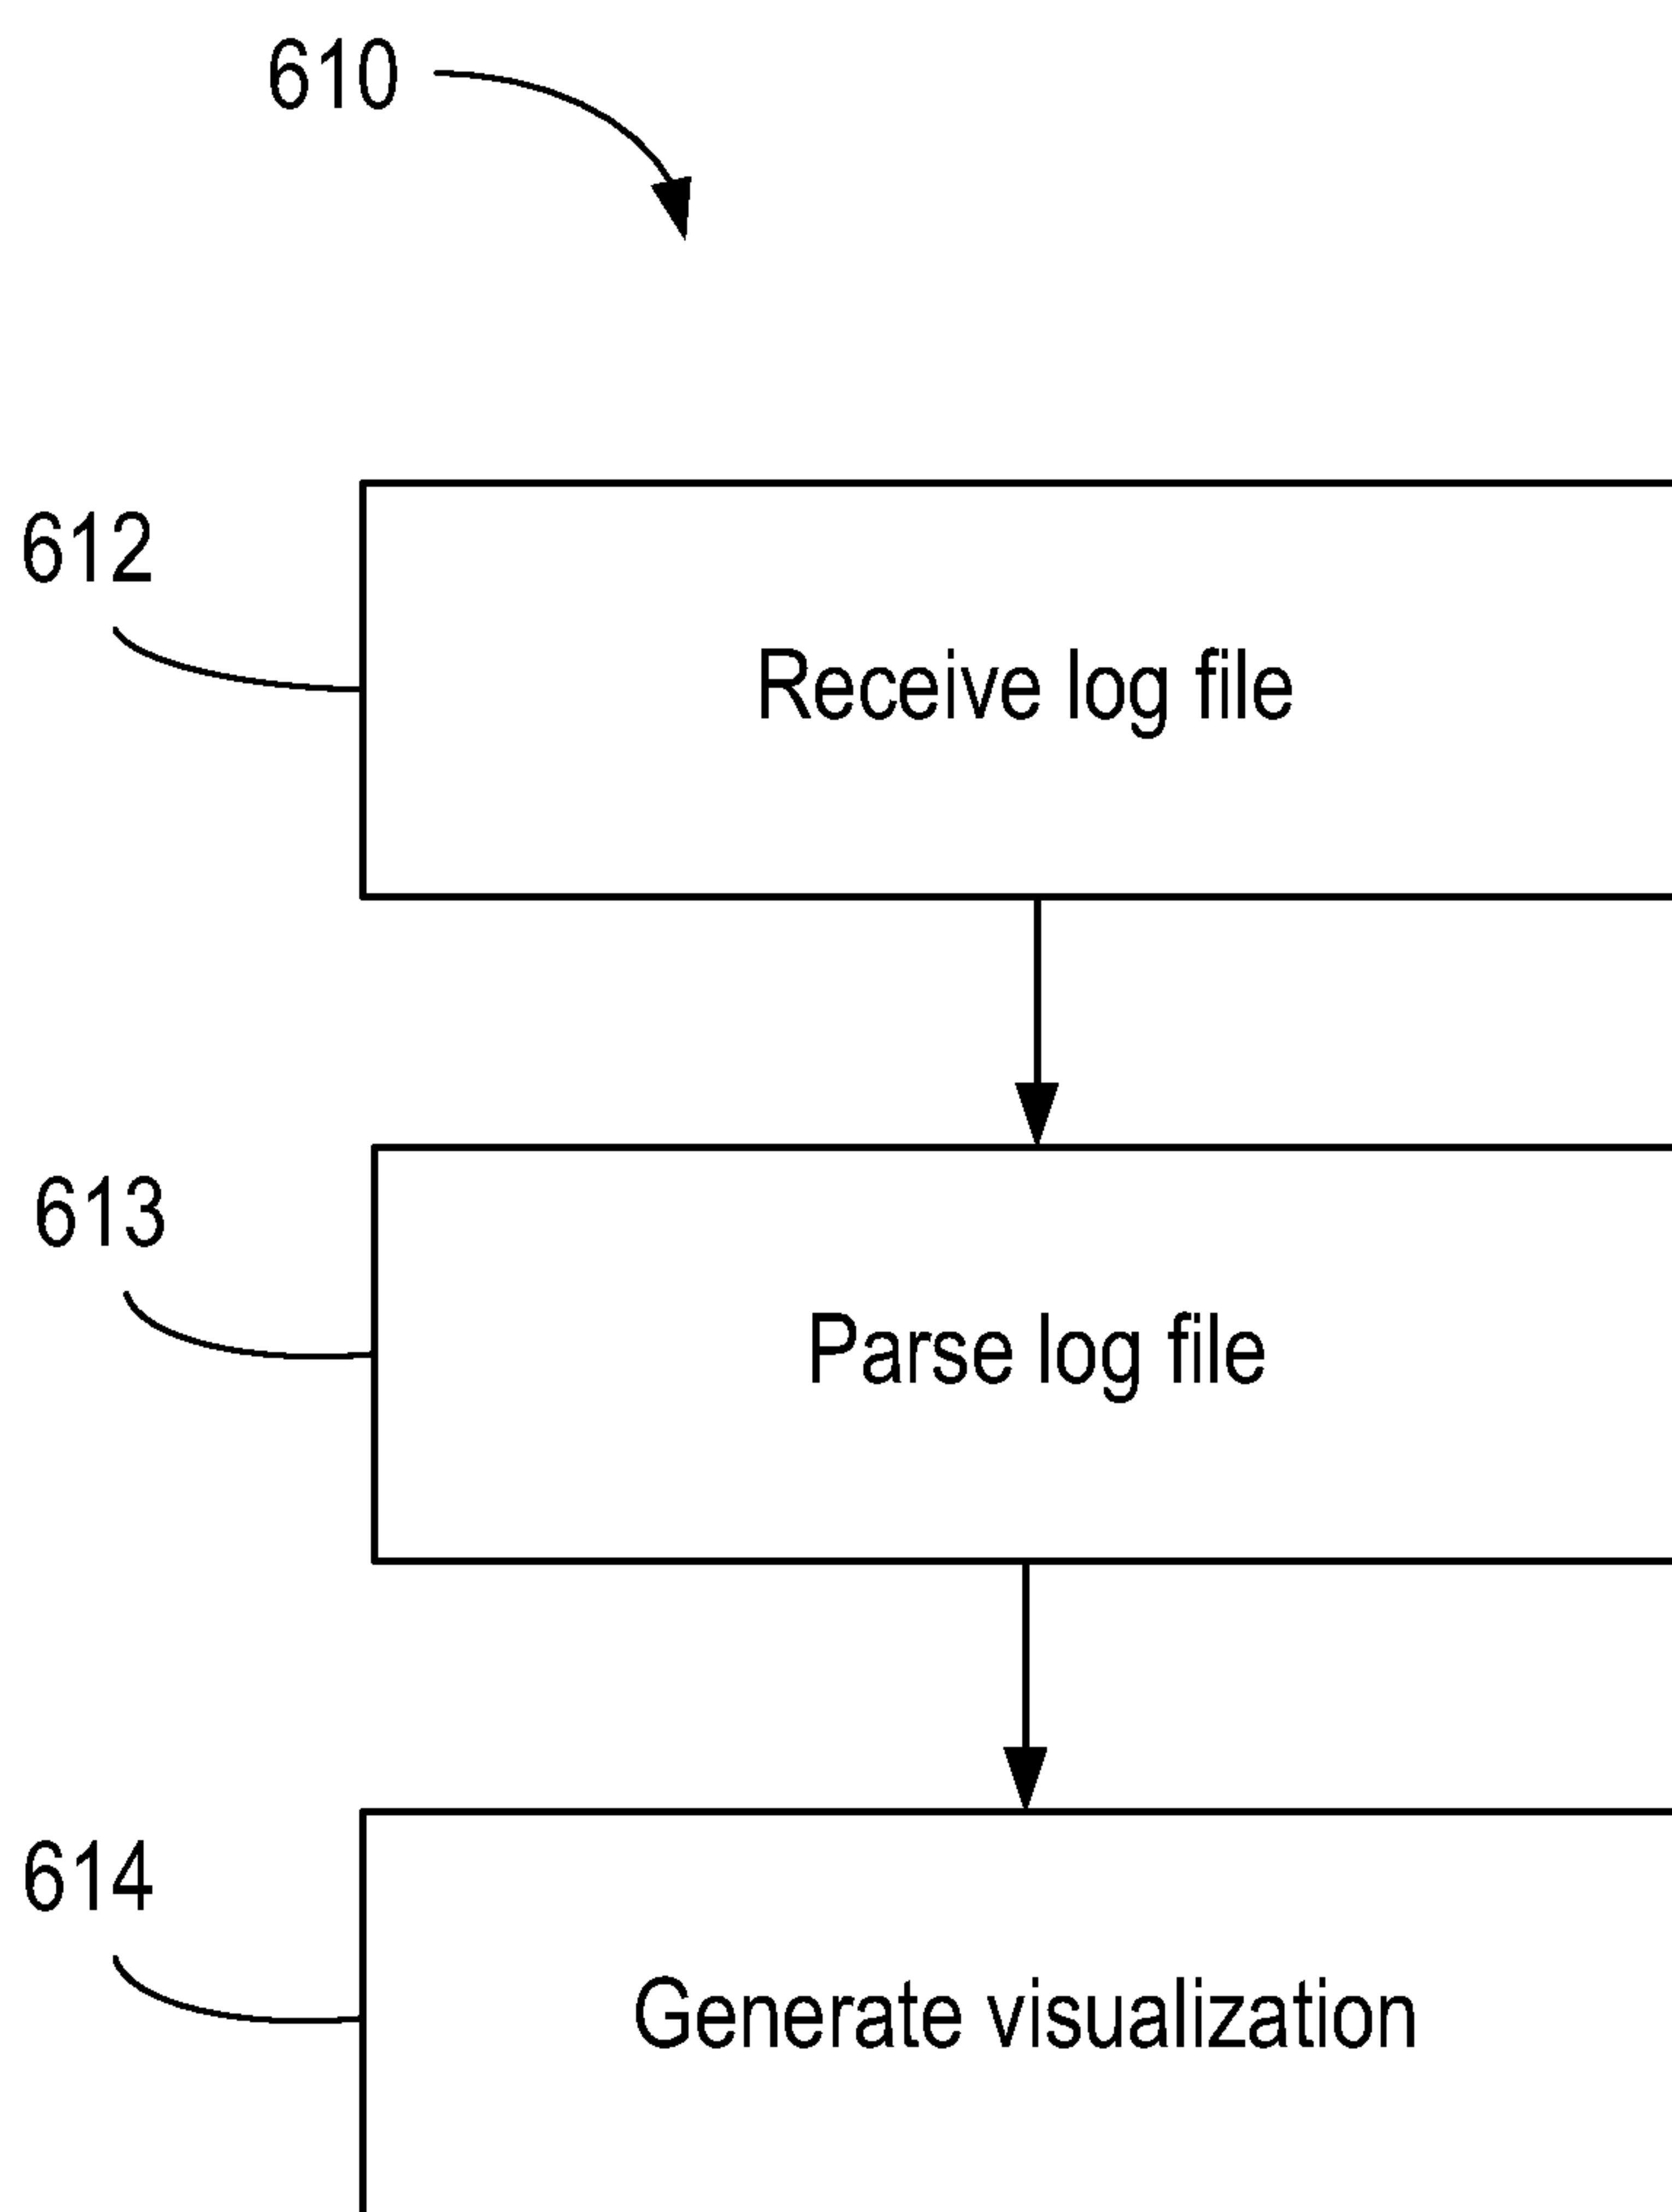 610
612
Receive log file
613
Parse log file
614
Generate visualization